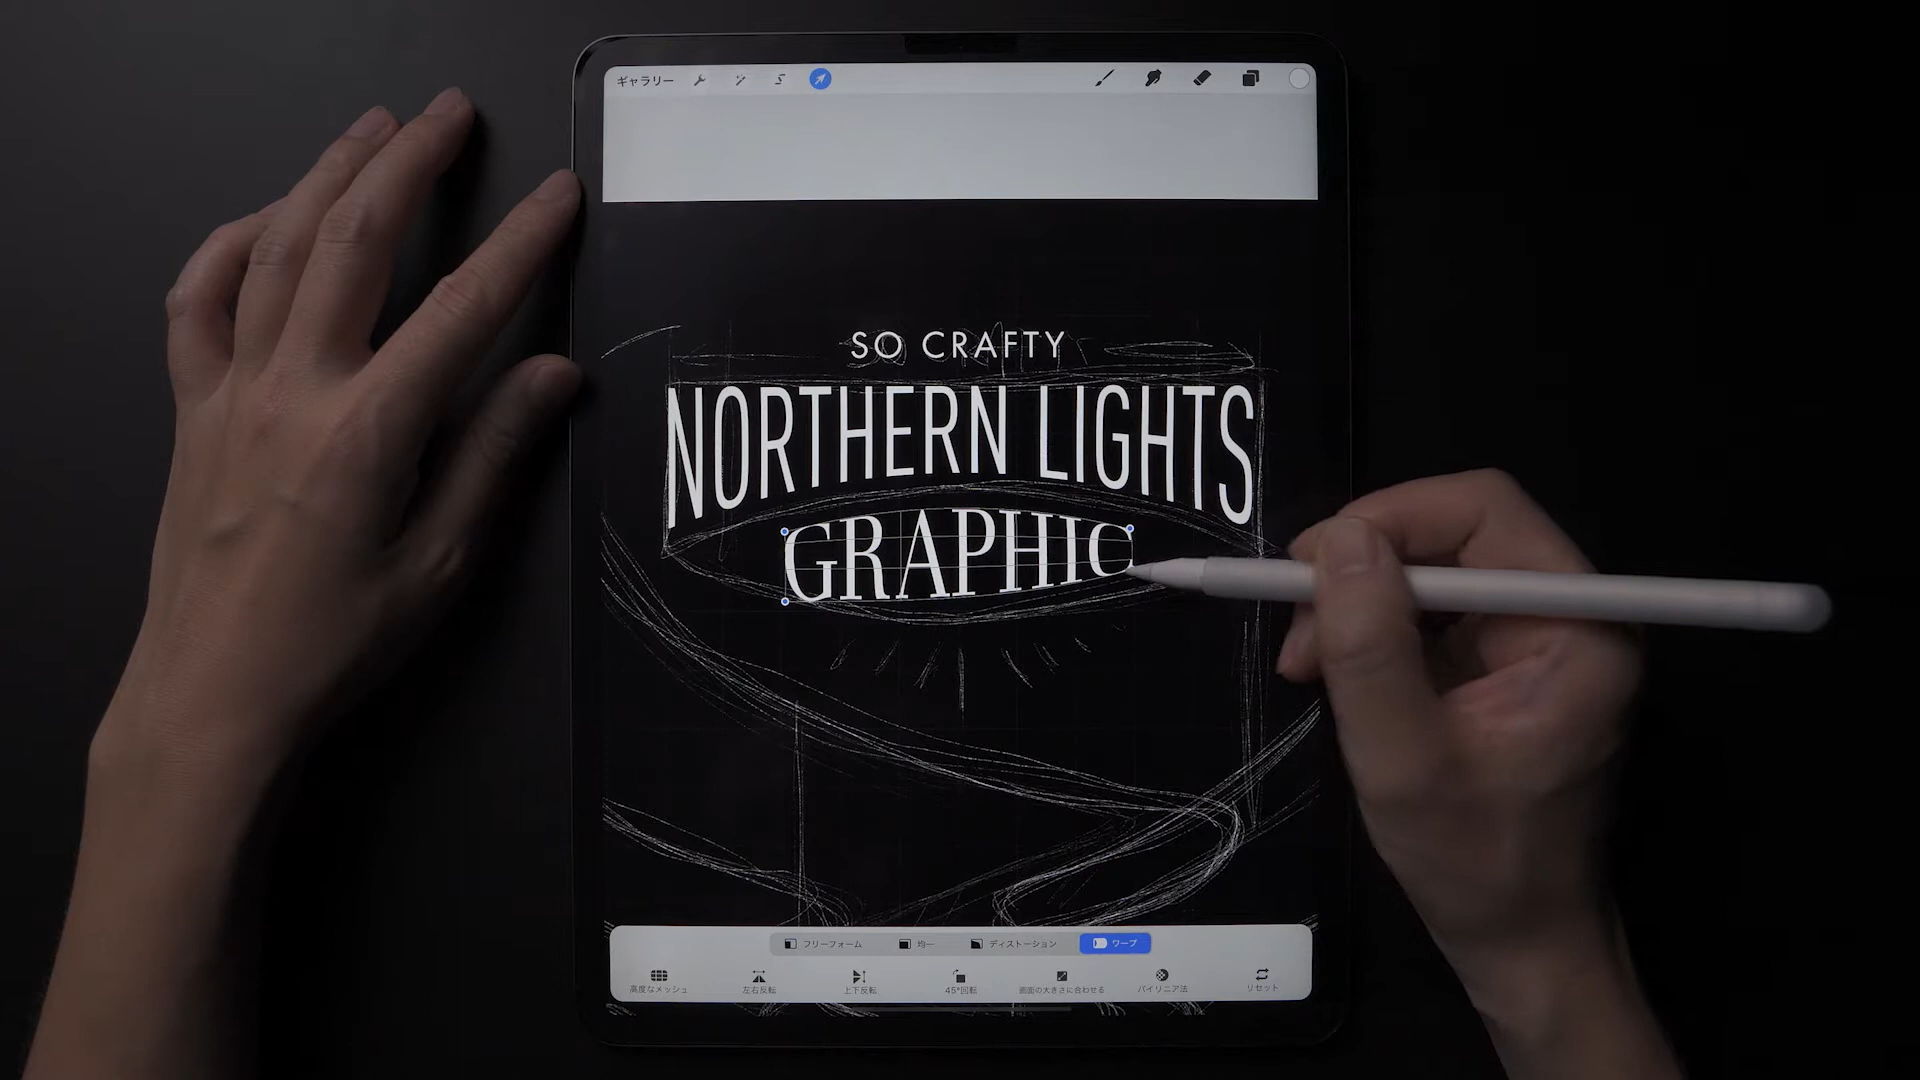 ギャラリー
SO CRAFTY
NORTHERN LIGHTS
GRAPHIC
フリーフォーム 均一 ディストーション ワープ
高度なメッシュ 左右反転 上下反転 45°回転 画面の大きさに合わせる バイリニア法 リセット